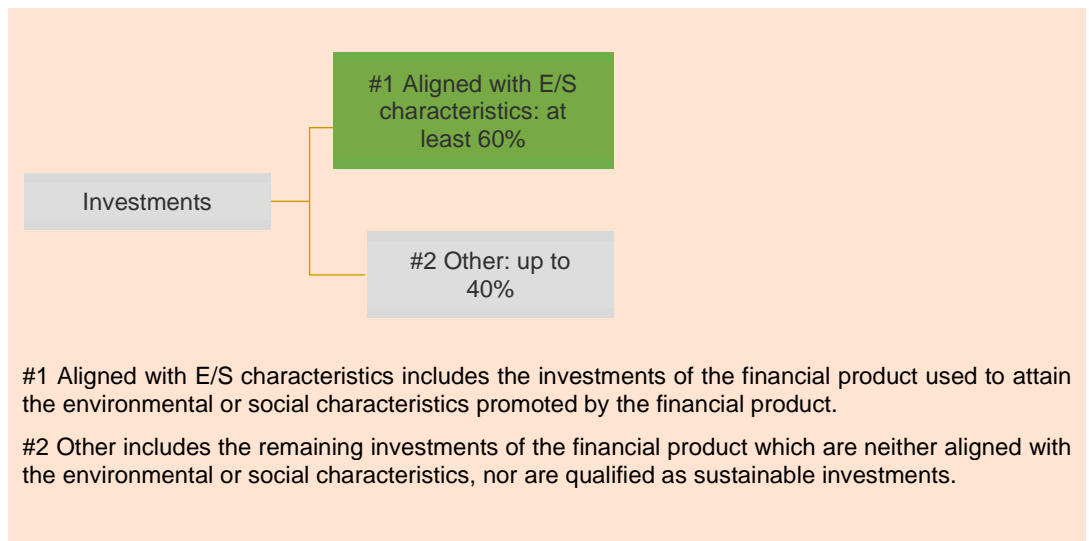 #1 Aligned with E/S
characteristics: at
least 60%
Investments
#2 Other: up to
40%
#1 Aligned with E/S characteristics includes the investments of the financial product used to attain
the environmental or social characteristics promoted by the financial product.
#2 Other includes the remaining investments of the financial product which are neither aligned with
the environmental or social characteristics, nor are qualified as sustainable investments.